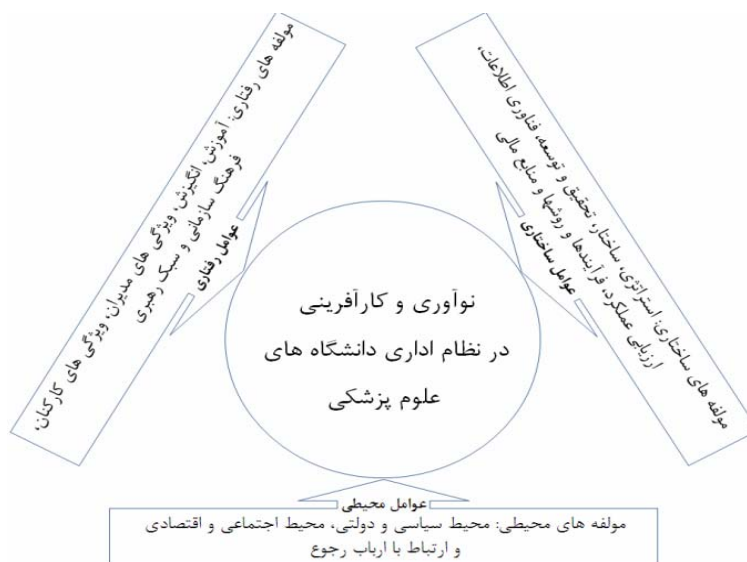 مولفه های ساختاری: استراتژی، ساختار، تحقیق و توسعه، فناوری اطلاعات،
ارزیابی عملکرد، فرآیندها و روشها و منابع مالی
عوامل ساختاری
مولفه های رفتاری: آموزش، انگیزش، ویژگی های مدیران، ویژگی های کارکنان،
فرهنگ سازمانی و سبک رهبری
عوامل رفتاری
نوآوری و کارآفرینی
در نظام اداری دانشگاه های
علوم پزشکی
عوامل محیطی
مولفه های محیطی: محیط سیاسی و دولتی، محیط اجتماعی و اقتصادی
و ارتباط با ارباب رجوع